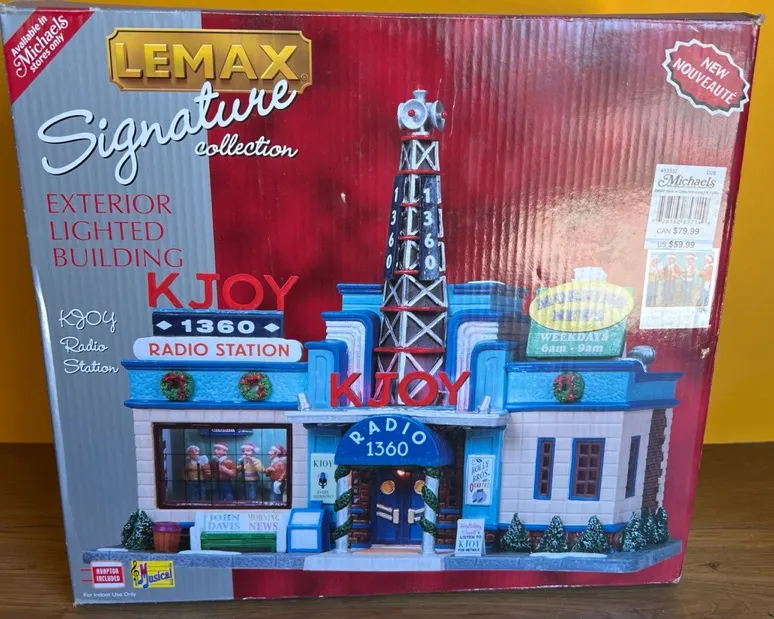 Available in
Michaels
stores only
LEMAX
Signature
collection
EXTERIOR
LIGHTED
BUILDING
KJOY
Radio
Station
NEW
NOUVEAUTÉ
Michaels
CAN $79.99
US $59.99
KJOY
1360
RADIO STATION
1360
1360
MORNING
NEWS
WEEKDAYS
6am - 9am
KJOY
RADIO
1360
KJOY
HOLLY
BROS.
JOHN
DAVIS
MORNING
NEWS
LISTEN TO
KJOY
ADAPTOR
INCLUDED
Musical
For Indoor Use Only